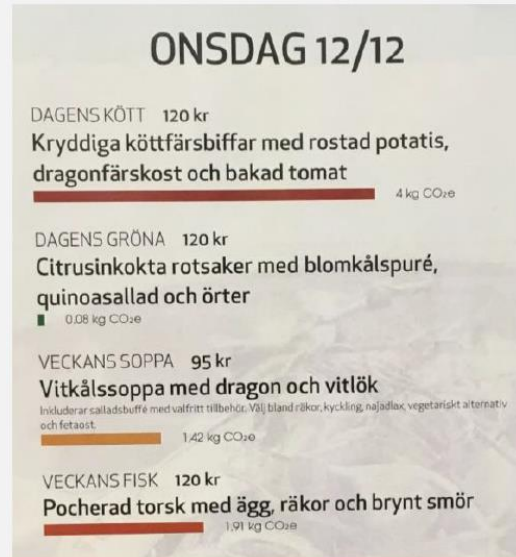 ONSDAG 12/12
DAGENS KÖTT 120 kr
Kryddiga köttfärsbiffar med rostad potatis,
dragonfärskost och bakad tomat
4 kg CO₂e
DAGENS GRÖNA 120 kr
Citrusinkokta rotsaker med blomkålspuré,
quinoasallad och örter
0.08 kg CO₂e
VECKANS SOPPA 95 kr
Vitkålssoppa med dragon och vitlök
Inkluderar salladsbuffé med valfritt tillbehör. Välj bland räkor, kyckling, najadlax, vegetariskt alternativ
och fetaost.
1,42 kg CO₂e
VECKANS FISK 120 kr
Pocherad torsk med ägg, räkor och brynt smör
1,91 kg CO₂e